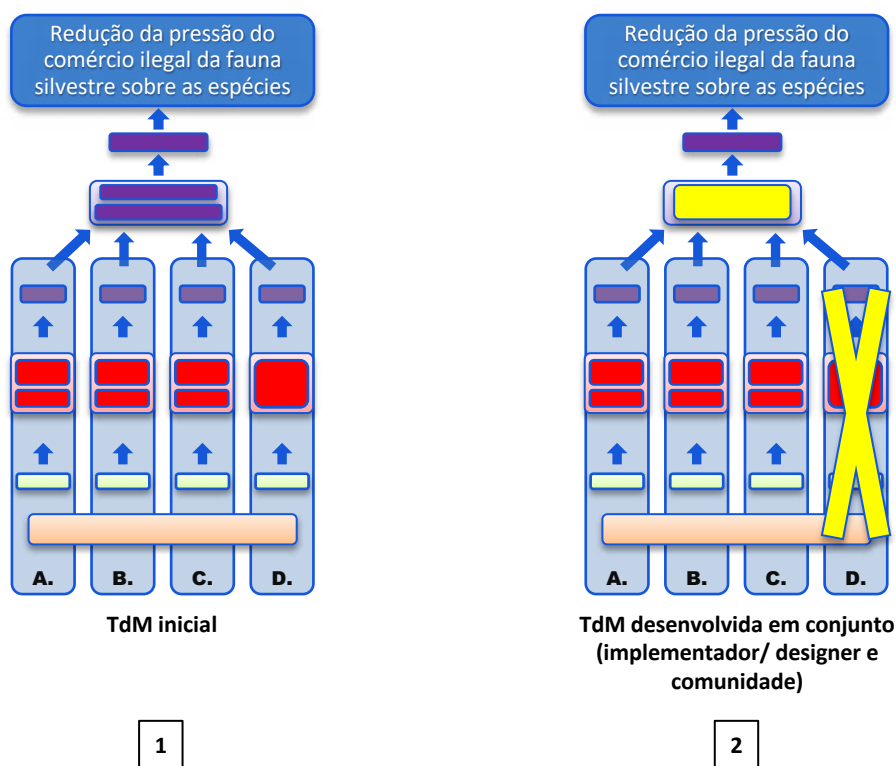 Redução da pressão do
comércio ilegal da fauna
silvestre sobre as espécies
A.
B.
C.
D.
TdM inicial
1
Redução da pressão do
comércio ilegal da fauna
silvestre sobre as espécies
A.
B.
C.
D.
TdM desenvolvida em conjunto
(implementador/ designer e
comunidade)
2